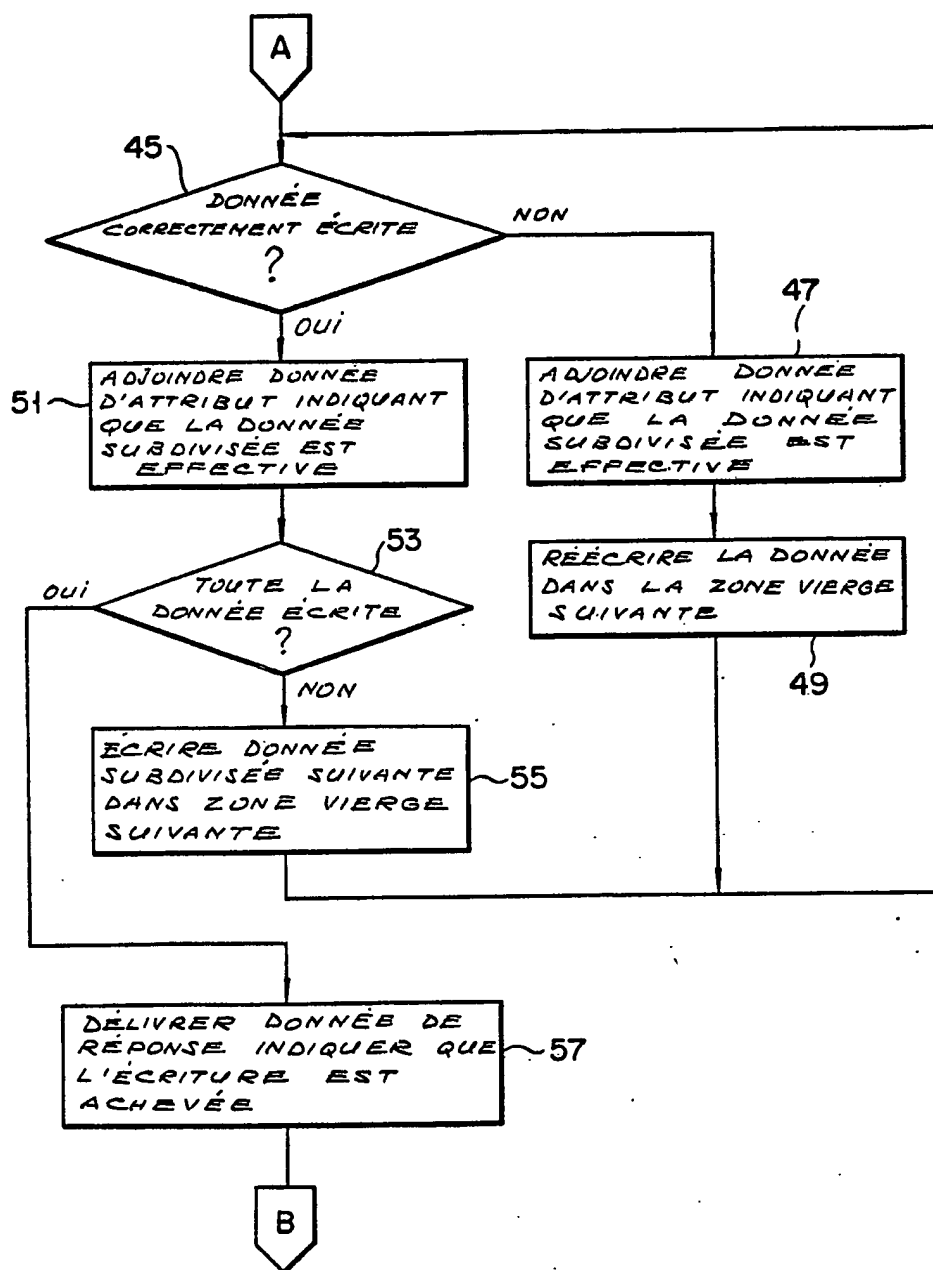 A
45
DONNÉE
CORRECTEMENT ÉCRITE
?
NON
OUI
47
51
ADJOINDRE DONNÉE
D'ATTRIBUT INDIQUANT
QUE LA DONNÉE
SUBDIVISÉE EST
EFFECTIVE
ADJOINDRE DONNÉE
D'ATTRIBUT INDIQUANT
QUE LA DONNÉE
SUBDIVISÉE EST
EFFECTIVE
53
OUI
TOUTE LA
DONNÉE ÉCRITE
?
NON
RÉÉCRIRE LA DONNÉE
DANS LA ZONE VIERGE
SUIVANTE
49
ÉCRIRE DONNÉE
SUBDIVISÉE SUIVANTE
DANS ZONE VIERGE
SUIVANTE
55
DÉLIVRER DONNÉE DE
RÉPONSE INDIQUER QUE
L'ÉCRITURE EST
ACHEVÉE
57
B